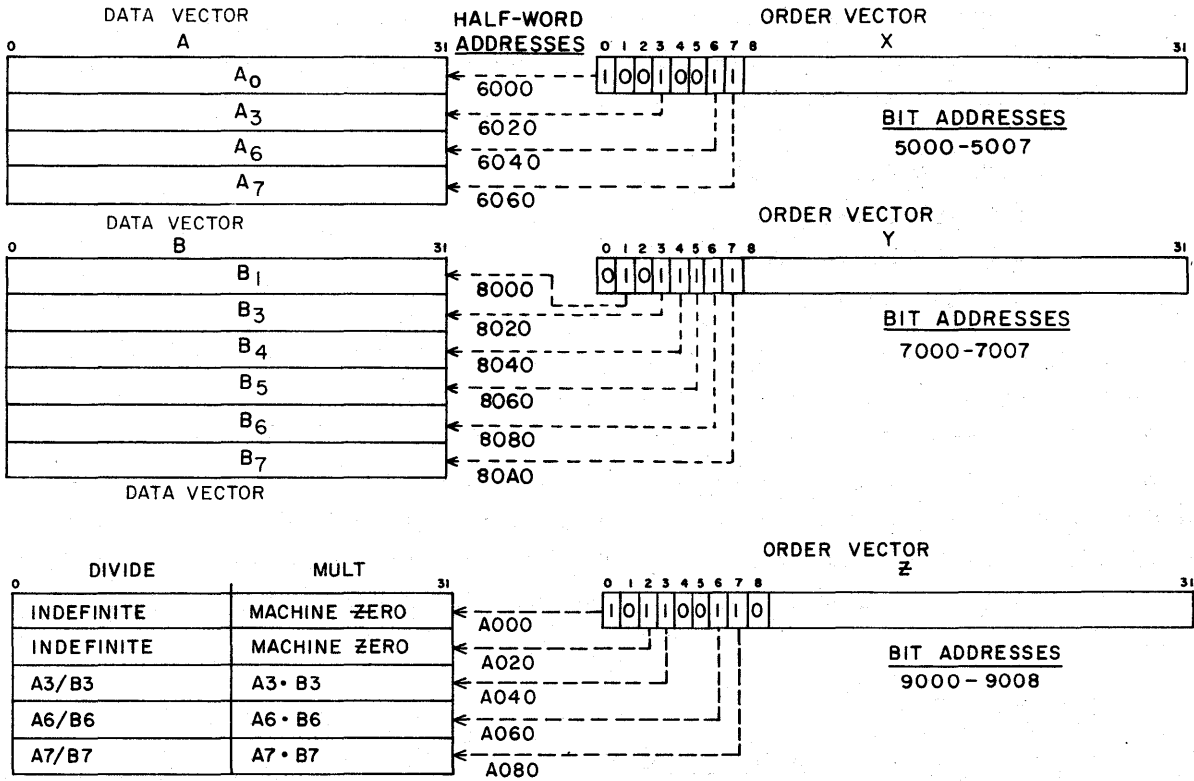 DATA VECTOR
A
HALF-WORD
ADDRESSES
ORDER VECTOR
X
0 31
0 1 2 3 4 5 6 7 8 31
A0
6000
1 0 0 1 0 0 1 1
A3
6020
BIT ADDRESSES
5000-5007
A6
6040
A7
6060
DATA VECTOR
B
ORDER VECTOR
Y
0 31
0 1 2 3 4 5 6 7 8 31
B1
8000
0 1 0 1 1 1 1 1
B3
8020
BIT ADDRESSES
7000-7007
B4
8040
B5
8060
B6
8080
B7
80A0
DATA VECTOR
ORDER VECTOR
Z
0 DIVIDE MULT 31
0 1 2 3 4 5 6 7 8 31
INDEFINITE MACHINE ZERO
A000
1 0 1 1 0 0 1 1 0
INDEFINITE MACHINE ZERO
A020
BIT ADDRESSES
9000-9008
A3/B3 A3•B3
A040
A6/B6 A6•B6
A060
A7/B7 A7•B7
A080